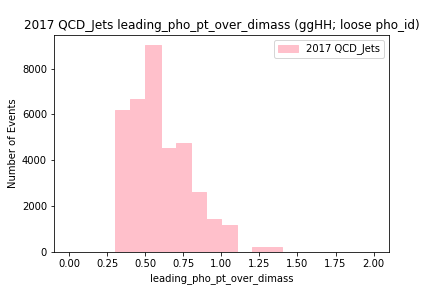 2017 QCD_Jets leading_pho_pt_over_dimass (ggHH; loose pho_id)
2017 QCD_Jets
Number of Events
8000
6000
4000
2000
0
0.00 0.25 0.50 0.75 1.00 1.25 1.50 1.75 2.00
leading_pho_pt_over_dimass